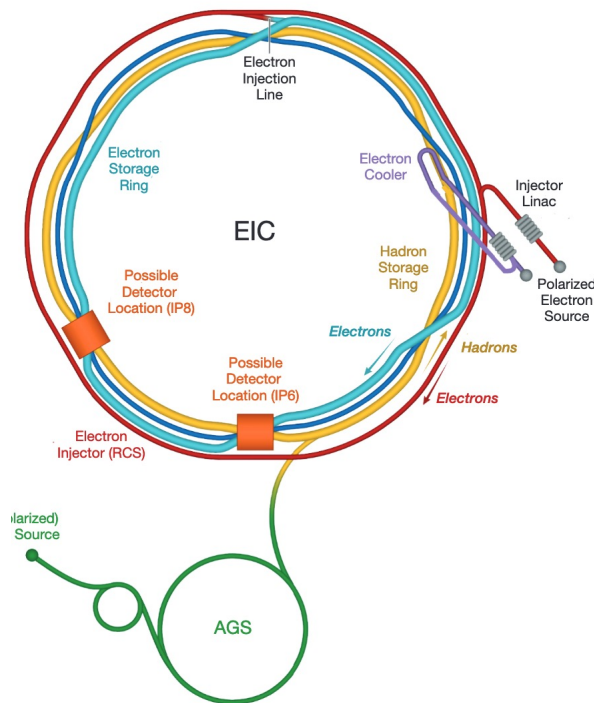 Electron
Injection
Line
Electron
Storage
Ring
Electron
Cooler
Injector
Linac
EIC
Hadron
Storage
Ring
Polarized
Electron
Source
Possible
Detector
Location (IP8)
Electrons
Hadrons
Possible
Detector
Location (IP6)
Electrons
Electron
Injector (RCS)
larized)
Source
AGS